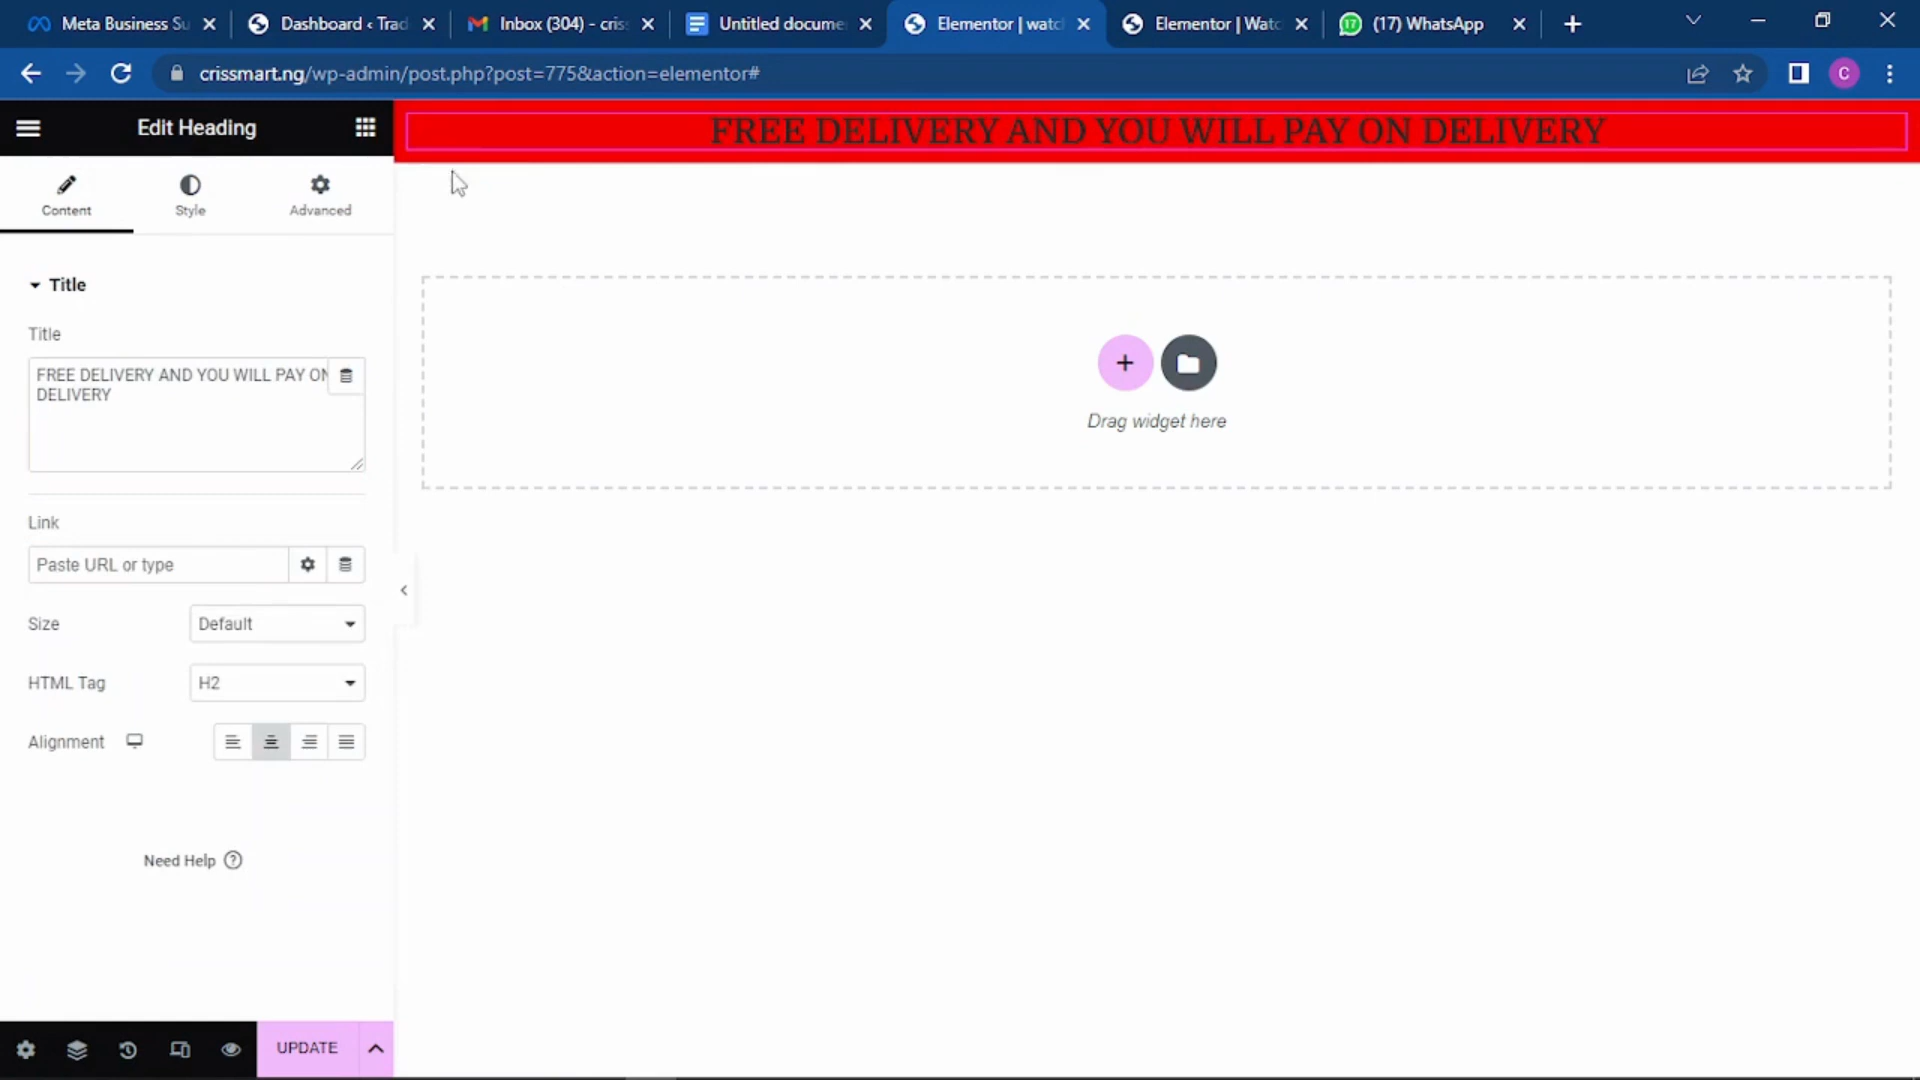 Meta Business Su
Dashboard ‹ Trad
Inbox (304) - cris
Untitled docume
Elementor | watc
Elementor | Watc
17
(17) WhatsApp
crissmart.ng/wp-admin/post.php?post=775&action=elementor#
C
Edit Heading
FREE DELIVERY AND YOU WILL PAY ON DELIVERY
Content
Style
Advanced
Title
Title
FREE DELIVERY AND YOU WILL PAY ON
DELIVERY
Drag widget here
Link
Paste URL or type
Size
Default
HTML Tag
H2
Alignment
Need Help
UPDATE